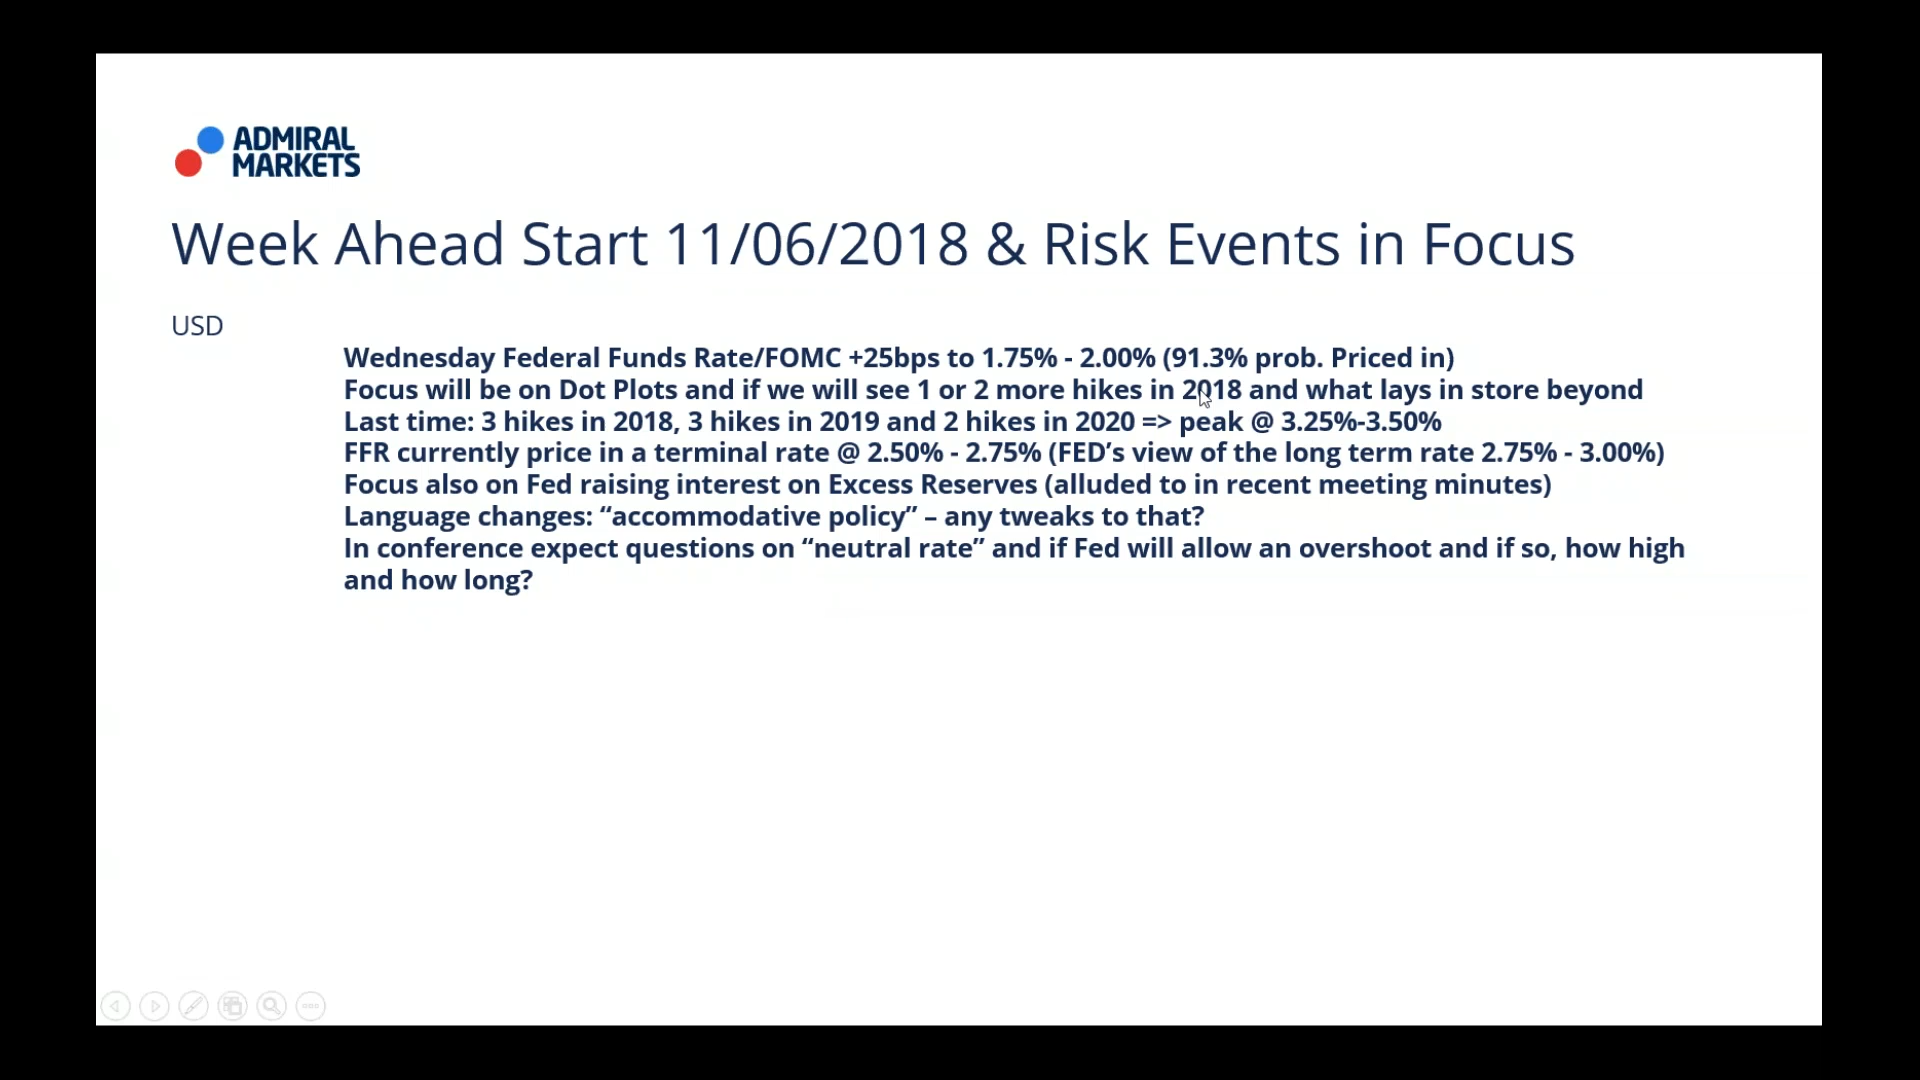 ADMIRAL
MARKETS
Week Ahead Start 11/06/2018 & Risk Events in Focus
USD
Wednesday Federal Funds Rate/FOMC +25bps to 1.75% - 2.00% (91.3% prob. Priced in)
Focus will be on Dot Plots and if we will see 1 or 2 more hikes in 2018 and what lays in store beyond
Last time: 3 hikes in 2018, 3 hikes in 2019 and 2 hikes in 2020 => peak @ 3.25%-3.50%
FFR currently price in a terminal rate @ 2.50% - 2.75% (FED’s view of the long term rate 2.75% - 3.00%)
Focus also on Fed raising interest on Excess Reserves (alluded to in recent meeting minutes)
Language changes: “accommodative policy” – any tweaks to that?
In conference expect questions on “neutral rate” and if Fed will allow an overshoot and if so, how high
and how long?